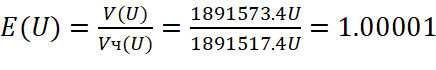 E(U) = V(U)/Vч(U) = 1891573.4U/1891517.4U = 1.00001